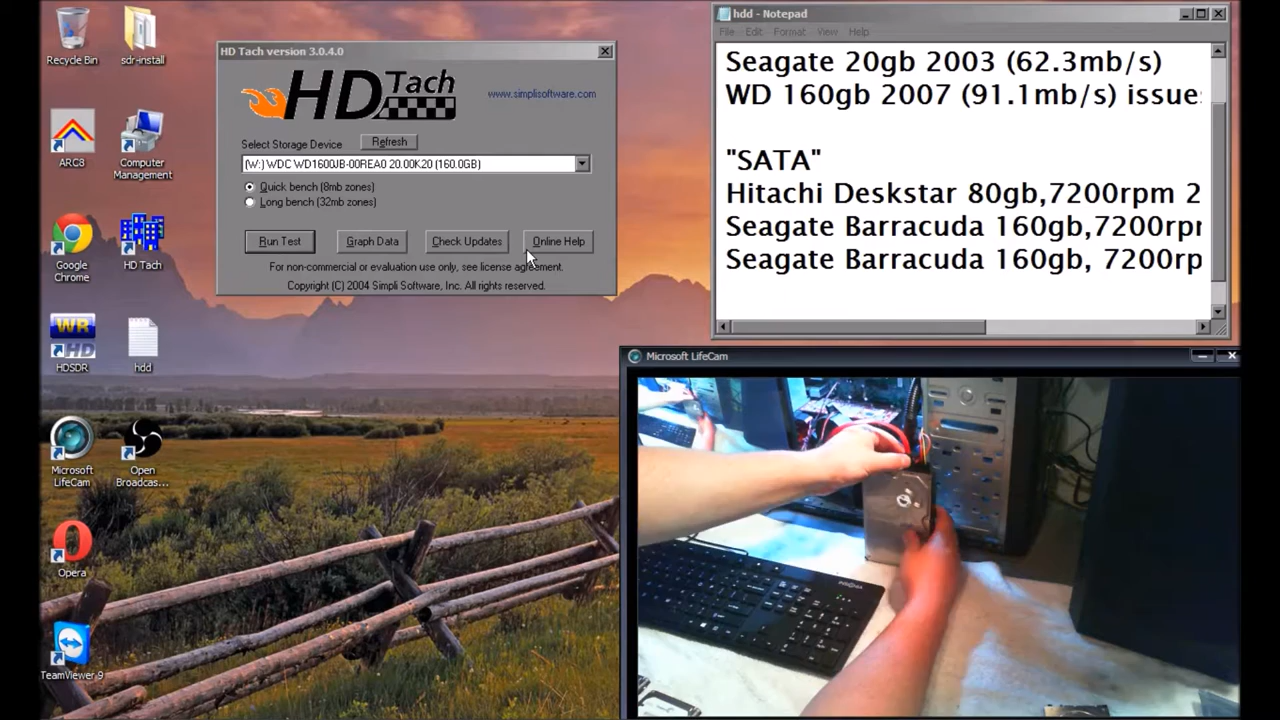 Recycle Bin
sdr-install
ARC8
Computer
Management
Google
Chrome
HD Tach
WR
HD
HDSDR
hdd
Microsoft
LifeCam
Open
Broadcas...
Opera
TeamViewer 9
HD Tach version 3.0.4.0
HD Tach
www.simplisoftware.com
Select Storage Device
Refresh
(W:) WDC WD1600JB-00REA0 20.00K20 (160.0GB)
Quick bench (8mb zones)
Long bench (32mb zones)
Run Test
Graph Data
Check Updates
Online Help
For non-commercial or evaluation use only, see license agreement.
Copyright (C) 2004 Simpli Software, Inc. All rights reserved.
hdd - Notepad
File Edit Format View Help
Seagate 20gb 2003 (62.3mb/s)
WD 160gb 2007 (91.1mb/s) issue
"SATA"
Hitachi Deskstar 80gb,7200rpm 2
Seagate Barracuda 160gb,7200rpr
Seagate Barracuda 160gb, 7200rp
Microsoft LifeCam